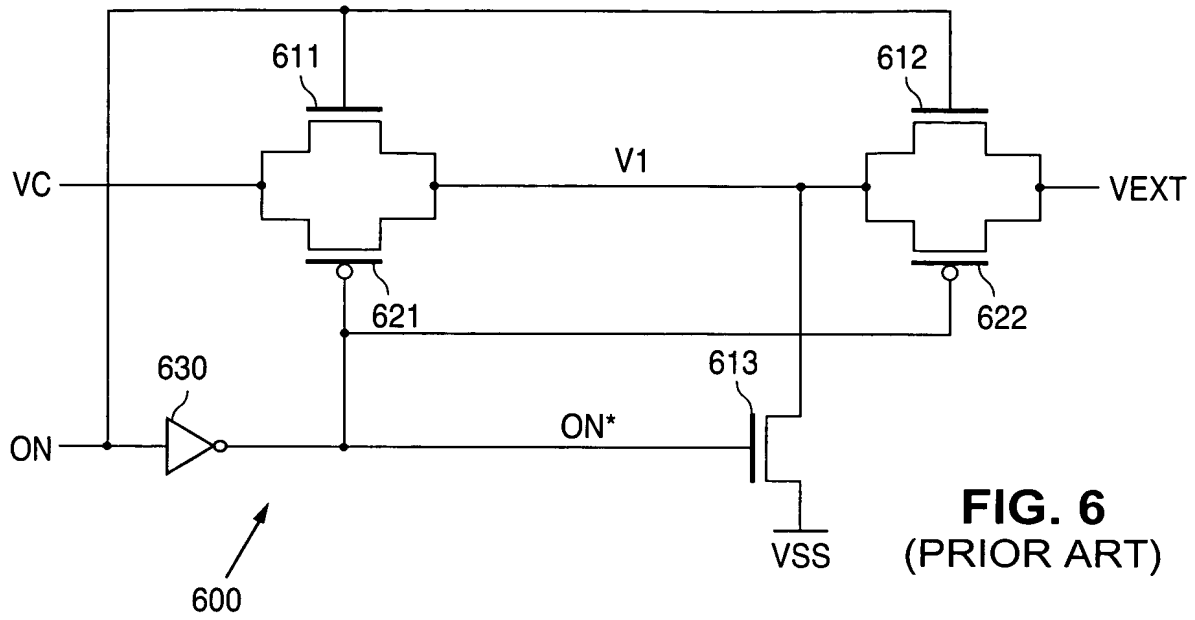 611
612
VC
V1
VEXT
621
622
630
613
ON
ON*
VSS
FIG. 6
(PRIOR ART)
600